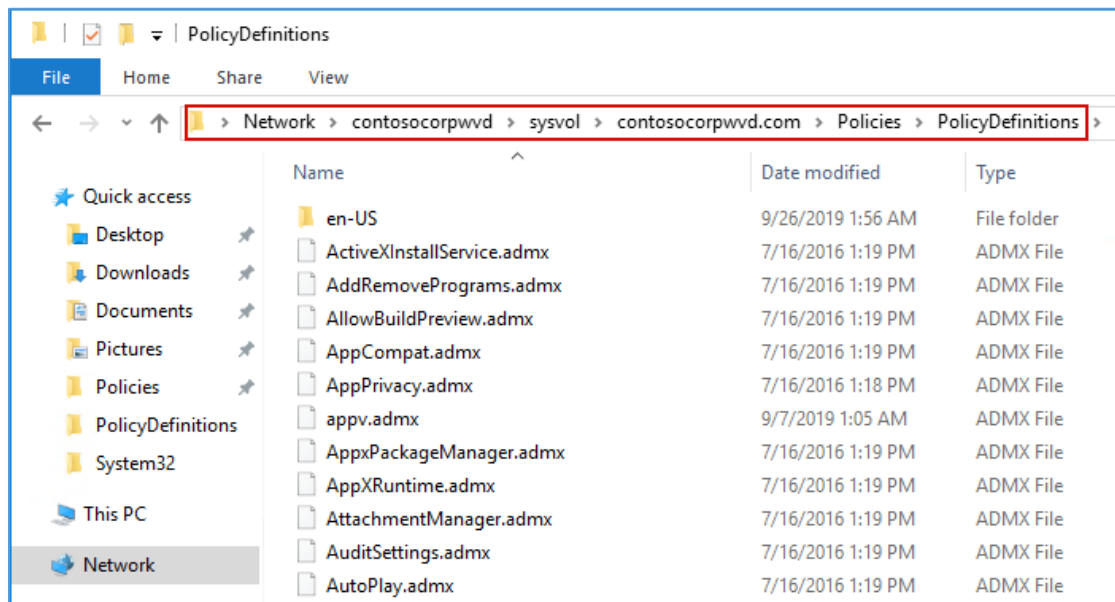 PolicyDefinitions
File Home Share View
Network > contosocorpwvd > sysvol > contosocorpwvd.com > Policies > PolicyDefinitions >
Name Date modified Type
Quick access
Desktop
Downloads
Documents
Pictures
Policies
PolicyDefinitions
System32
This PC
Network
en-US 9/26/2019 1:56 AM File folder
ActiveXInstallService.admx 7/16/2016 1:19 PM ADMX File
AddRemovePrograms.admx 7/16/2016 1:19 PM ADMX File
AllowBuildPreview.admx 7/16/2016 1:19 PM ADMX File
AppCompat.admx 7/16/2016 1:19 PM ADMX File
AppPrivacy.admx 7/16/2016 1:18 PM ADMX File
appv.admx 9/7/2019 1:05 AM ADMX File
AppxPackageManager.admx 7/16/2016 1:19 PM ADMX File
AppXRuntime.admx 7/16/2016 1:19 PM ADMX File
AttachmentManager.admx 7/16/2016 1:19 PM ADMX File
AuditSettings.admx 7/16/2016 1:19 PM ADMX File
AutoPlay.admx 7/16/2016 1:19 PM ADMX File